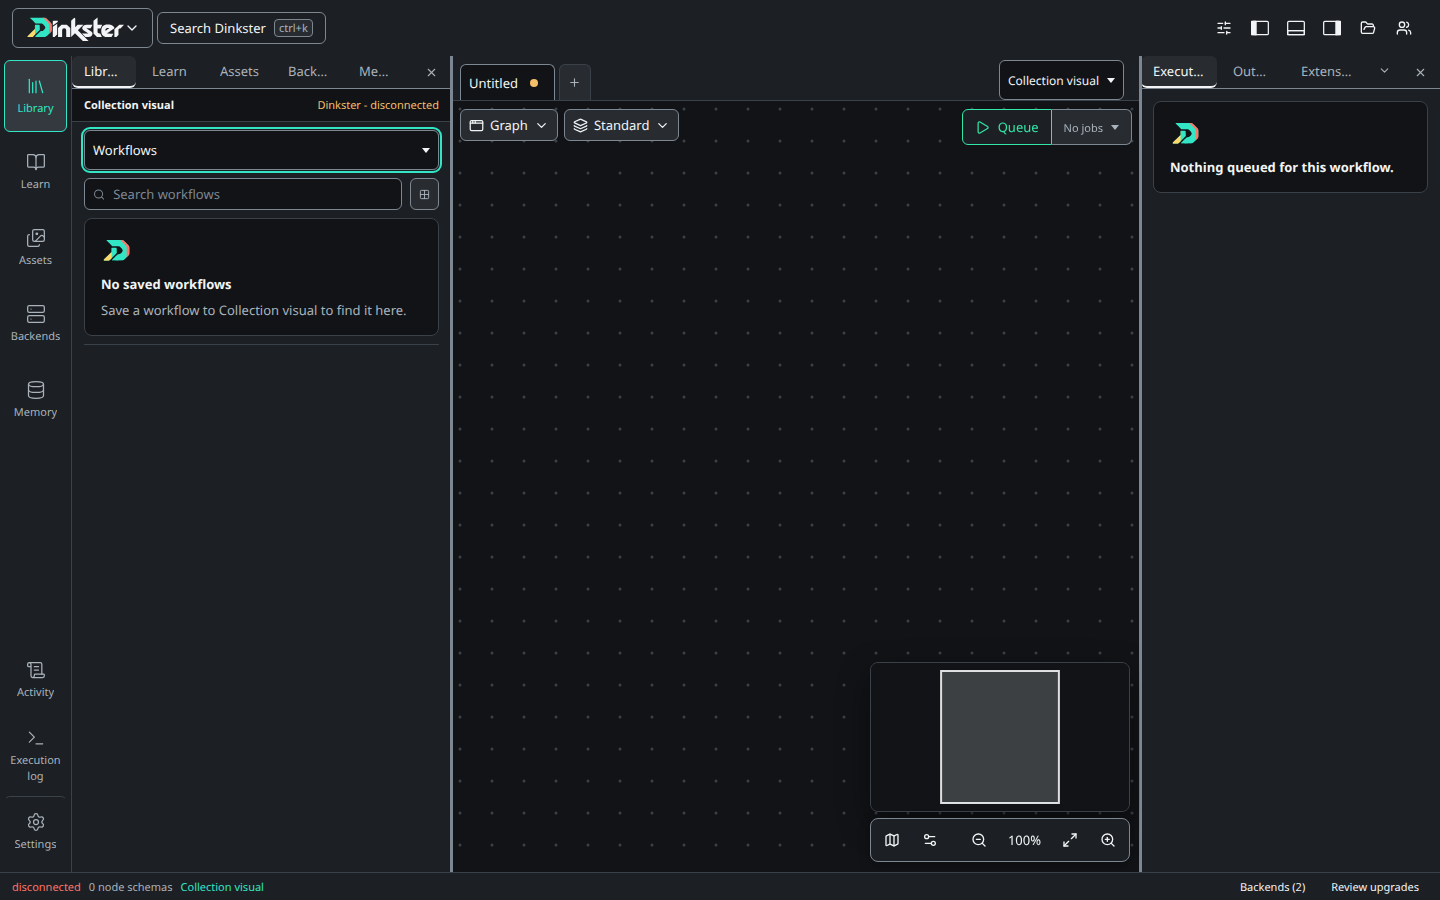 Dinkster
Search Dinkster ctrl+k
Library
Learn
Assets
Backends
Memory
Activity
Execution
log
Settings
Libr... Learn Assets Back... Me...
Collection visual Dinkster - disconnected
Workflows
Search workflows
No saved workflows
Save a workflow to Collection visual to find it here.
Untitled
Collection visual
Graph Standard
Queue No jobs
100%
Execut... Out... Extens...
Nothing queued for this workflow.
disconnected 0 node schemas Collection visual
Backends (2) Review upgrades